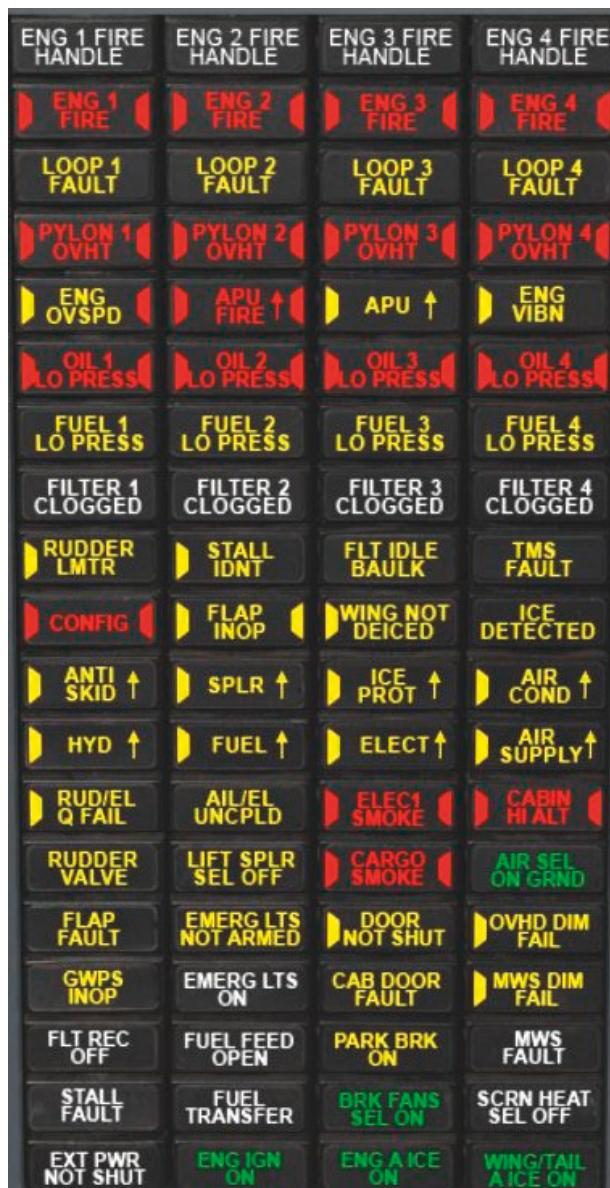 ENG 1 FIRE HANDLE
ENG 2 FIRE HANDLE
ENG 3 FIRE HANDLE
ENG 4 FIRE HANDLE
ENG 1 FIRE
ENG 2 FIRE
ENG 3 FIRE
ENG 4 FIRE
LOOP 1 FAULT
LOOP 2 FAULT
LOOP 3 FAULT
LOOP 4 FAULT
PYLON 1 OVHT
PYLON 2 OVHT
PYLON 3 OVHT
PYLON 4 OVHT
ENG OVSPD
APU FIRE ↑
APU ↑
ENG VIBN
OIL 1 LO PRESS
OIL 2 LO PRESS
OIL 3 LO PRESS
OIL 4 LO PRESS
FUEL 1 LO PRESS
FUEL 2 LO PRESS
FUEL 3 LO PRESS
FUEL 4 LO PRESS
FILTER 1 CLOGGED
FILTER 2 CLOGGED
FILTER 3 CLOGGED
FILTER 4 CLOGGED
RUDDER LMTR
STALL IDNT
FLT IDLE BAULK
TMS FAULT
CONFIG
FLAP INOP
WING NOT DEICED
ICE DETECTED
ANTI SKID ↑
SPLR ↑
ICE PROT ↑
AIR COND ↑
HYD ↑
FUEL ↑
ELECT ↑
AIR SUPPLY ↑
RUD/EL Q FAIL
AIL/EL UNCPLD
ELEC1 SMOKE
CABIN HI ALT
RUDDER VALVE
LIFT SPLR SEL OFF
CARGO SMOKE
AIR SEL ON GRND
FLAP FAULT
EMERG LTS NOT ARMED
DOOR NOT SHUT
OVHD DIM FAIL
GWPS INOP
EMERG LTS ON
CAB DOOR FAULT
MWS DIM FAIL
FLT REC OFF
FUEL FEED OPEN
PARK BRK ON
MWS FAULT
STALL FAULT
FUEL TRANSFER
BRK FANS SEL ON
SCRN HEAT SEL OFF
EXT PWR NOT SHUT
ENG IGN ON
ENG A ICE ON
WING/TAIL A ICE ON